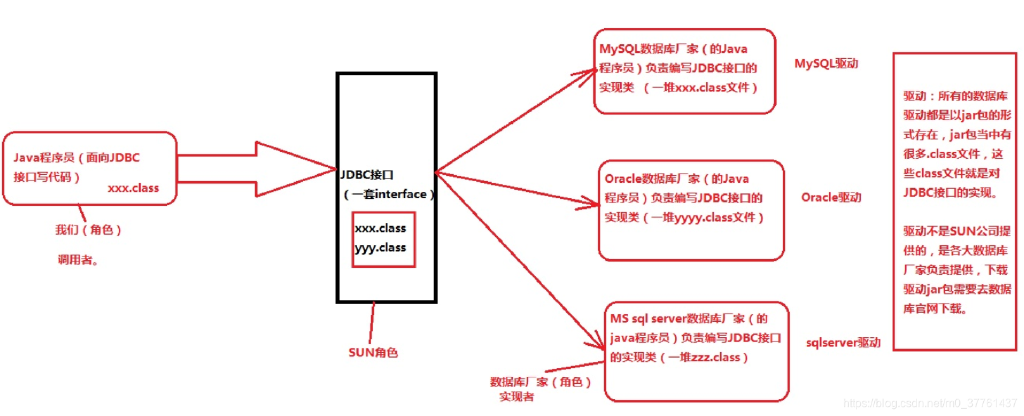 Java程序员（面向JDBC
接口写代码）
xxx.class
我们（角色）
调用者。
JDBC接口
（一套interface）
xxx.class
yyy.class
SUN角色
MySQL数据库厂家（的Java
程序员）负责编写JDBC接口的
实现类 （一堆xxx.class文件）
MySQL驱动
Oracle数据库厂家（的Java
程序员）负责编写JDBC接口的
实现类（一堆yyyy.class文件）
Oracle驱动
MS sql server数据库厂家（的
java程序员）负责编写JDBC接口
的实现类（一堆zzz.class）
sqlserver驱动
数据库厂家（角色）
实现者
驱动：所有的数据库
驱动都是以jar包的形
式存在，jar包当中有
很多.class文件，这
些class文件就是对
JDBC接口的实现。
驱动不是SUN公司提
供的，是各大数据库
厂家负责提供，下载
驱动jar包需要去数据
库官网下载。
https://blog.csdn.net/m0_37761437